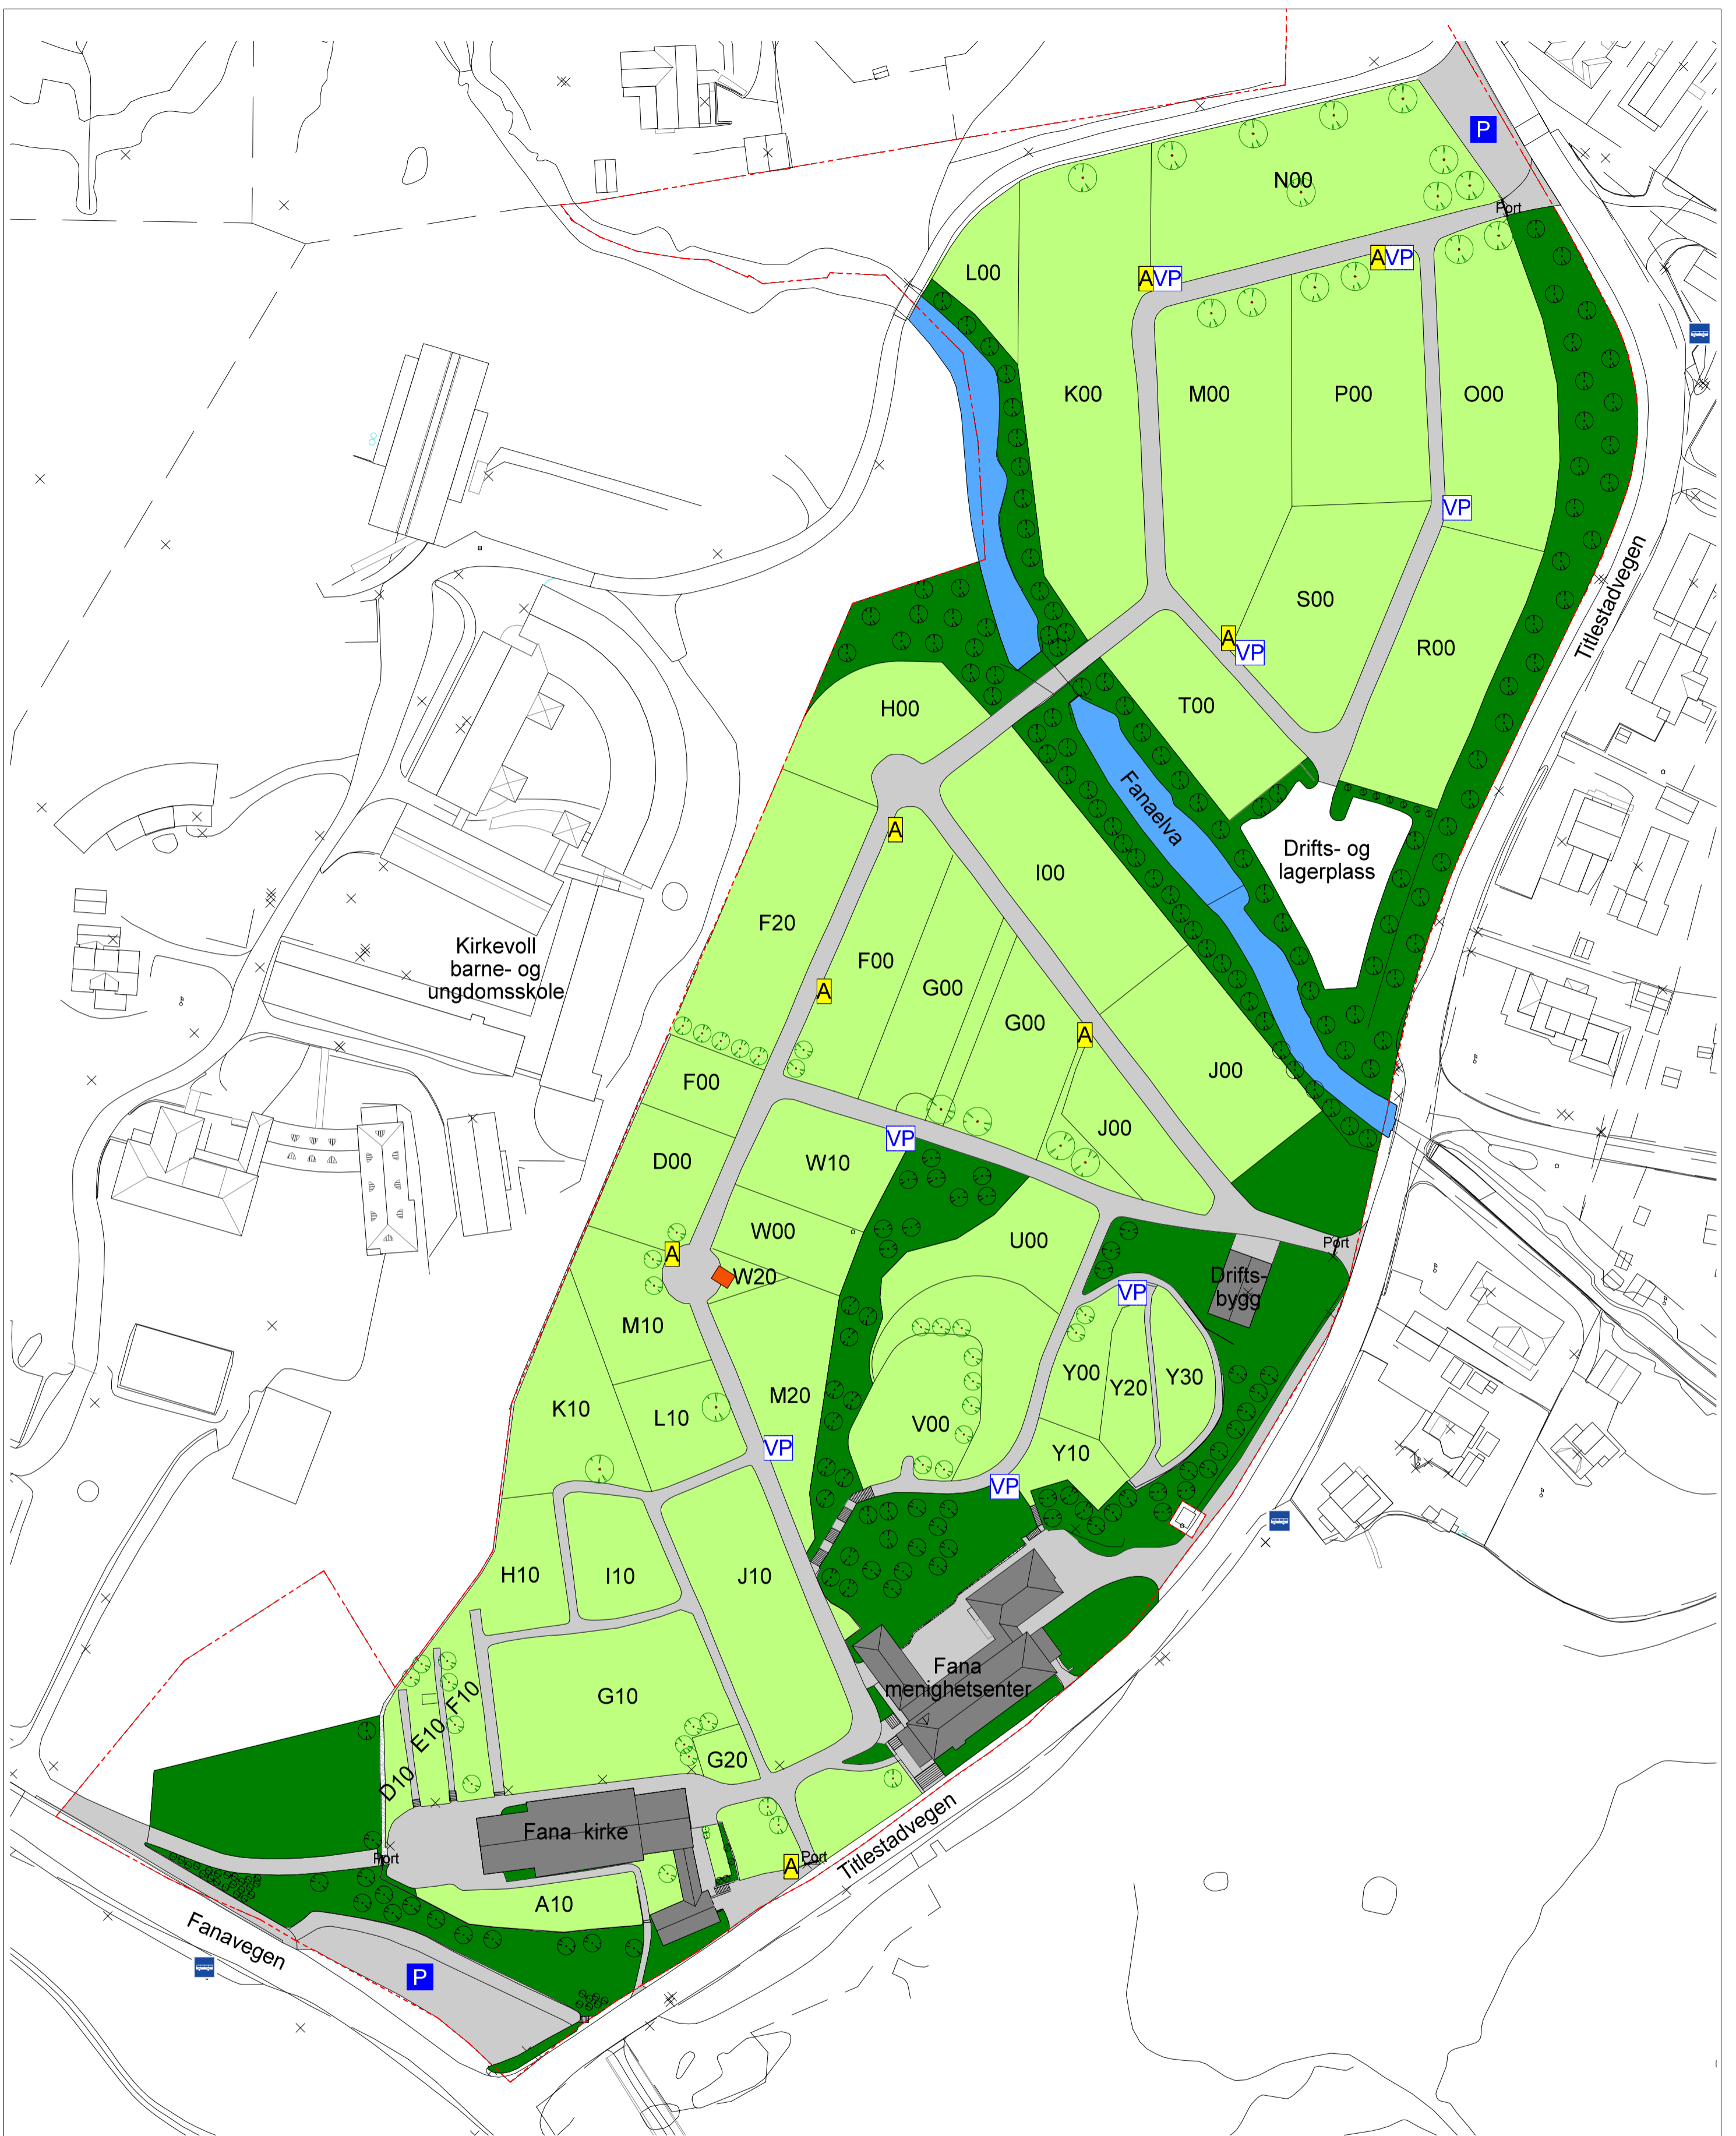 P
N00
Port
L00
A VP
A VP
K00
M00
P00
O00
VP
Titlestadvegen
S00
A
VP
R00
T00
H00
Fanaelva
A
Drifts- og
lagerplass
I00
F20
F00
G00
A
Kirkevoll
barne- og
ungdomsskole
G00
A
F00
J00
J00
VP
D00
W10
W00
U00
Port
A
W20
Drifts-
bygg
VP
M10
Y00
Y20
Y30
K10
L10
M20
V00
VP
Y10
VP
H10
I10
J10
Fana
menighetsenter
G10
F10
E10
D10
G20
Fana kirke
Port
A
Port
Titlestadvegen
A10
Fanavegen
P